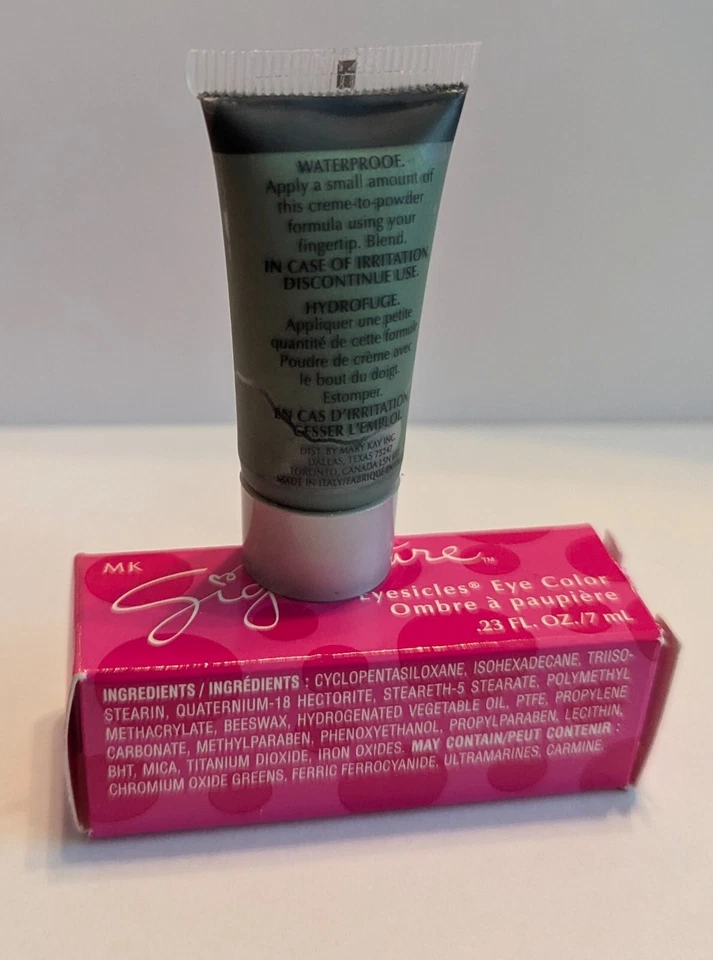 WATERPROOF.
Apply a small amount of
this creme-to-powder
formula using your
fingertip. Blend.
IN CASE OF IRRITATION
DISCONTINUE USE.
HYDROFUGE.
Appliquer une petite
quantité de cette formule
Poudre de crème avec
le bout du doigt.
Estomper.
EN CAS D'IRRITATION
CESSER L'EMPLOI.
DIST. BY MARY KAY INC.
DALLAS, TEXAS 75247
TORONTO, CANADA L5N
MADE IN ITALY/FABRIQUÉ
MK
Eyesicles® Eye Color
Ombre à paupière
.23 FL. OZ./7 mL
INGREDIENTS / INGRÉDIENTS : CYCLOPENTASILOXANE, ISOHEXADECANE, TRIISO-
STEARIN, QUATERNIUM-18 HECTORITE, STEARETH-5 STEARATE, POLYMETHYL
METHACRYLATE, BEESWAX, HYDROGENATED VEGETABLE OIL, PTFE, PROPYLENE
CARBONATE, METHYLPARABEN, PHENOXYETHANOL, PROPYLPARABEN, LECITHIN,
BHT, MICA, TITANIUM DIOXIDE, IRON OXIDES. MAY CONTAIN/PEUT CONTENIR :
CHROMIUM OXIDE GREENS, FERRIC FERROCYANIDE, ULTRAMARINES, CARMINE.